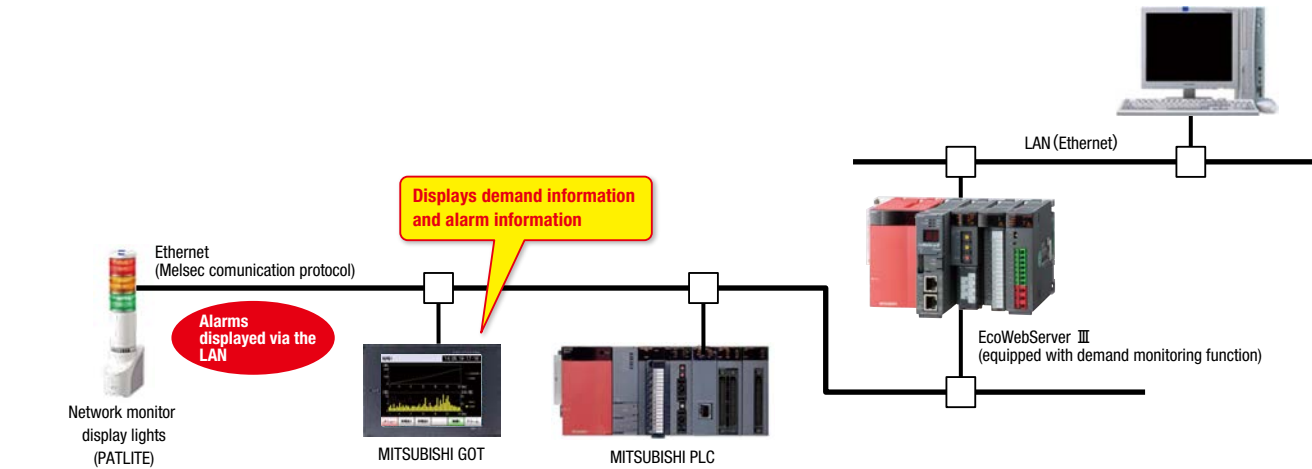 LAN(Ethernet)
Displays demand information
and alarm information
Ethernet
(Melsec comunication protocol)
Alarms
displayed via the
LAN
EcoWebServer Ⅲ
(equipped with demand monitoring function)
Network monitor
display lights
(PATLITE)
MITSUBISHI GOT
MITSUBISHI PLC